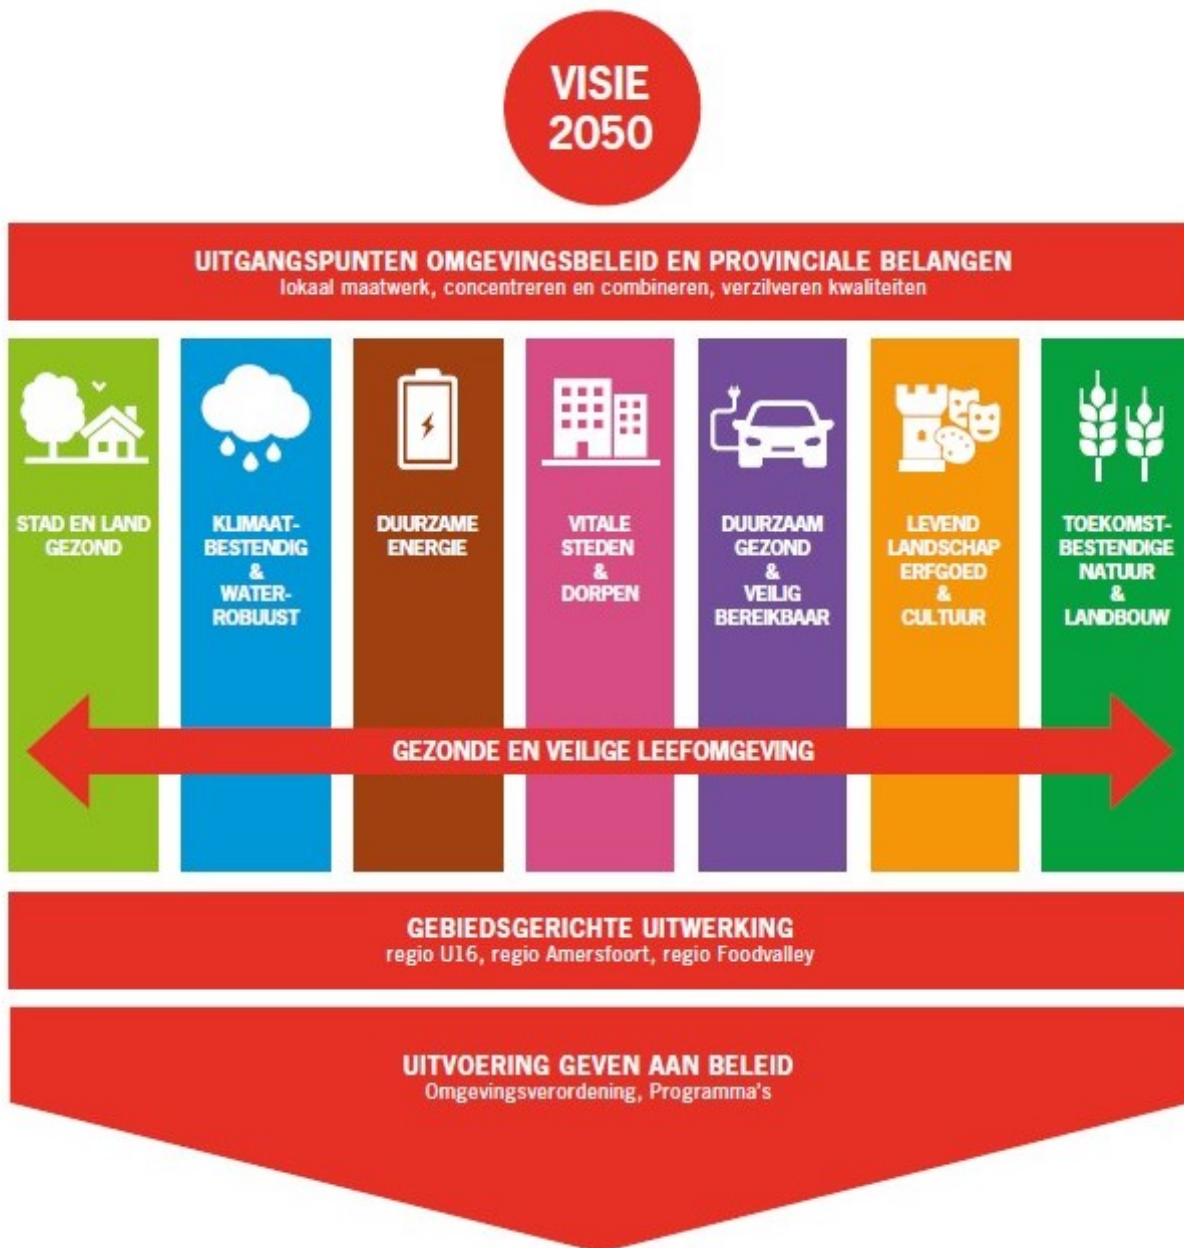 VISIE
2050
UITGANGSPUNTEN OMGEVINGSBELEID EN PROVINCIALE BELANGEN
lokaal maatwerk, concentreren en combineren, verzilveren kwaliteiten
STAD EN LAND
GEZOND
KLIMAAT-
BESTENDIG
&
WATER-
ROBUUST
DUURZAME
ENERGIE
VITALE
STEDEN
&
DORPEN
DUURZAAM
GEZOND
&
VEILIG
BEREIKBAAR
LEVEND
LANDSCHAP
ERFGOED
&
CULTUUR
TOEKOMST-
BESTENDIGE
NATUUR
&
LANDBOUW
GEZONDE EN VEILIGE LEEFOMGEVING
GEBIEDSGERICHTE UITWERKING
regio U16, regio Amersfoort, regio Foodvalley
UITVOERING GEVEN AAN BELEID
Omgevingsverordening, Programma's